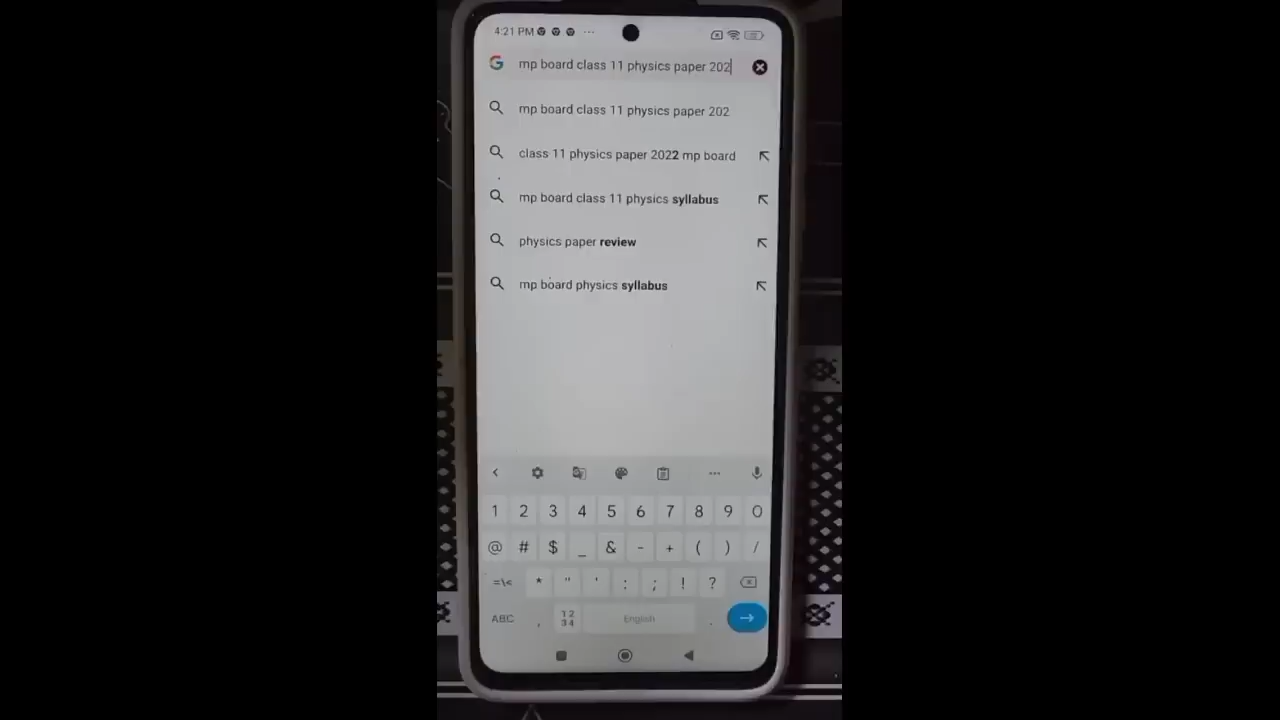 4:21 PM
mp board class 11 physics paper 202
mp board class 11 physics paper 202
class 11 physics paper 2022 mp board
mp board class 11 physics syllabus
physics paper review
mp board physics syllabus
1 2 3 4 5 6 7 8 9 0
@ # $ _ & - + ( ) /
=\< * " ' : ; ! ?
ABC , 12 34 English .